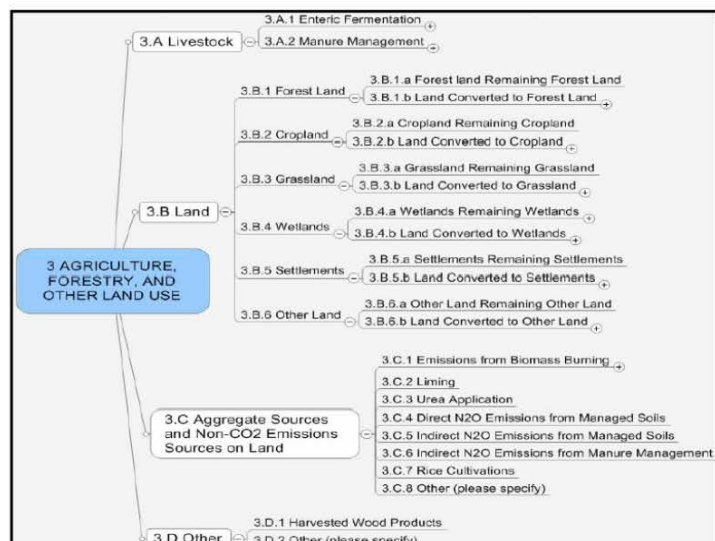 3.A Livestock
3.A.1 Enteric Fermentation
3.A.2 Manure Management
3.B Land
3.B.1 Forest Land
3.B.1.a Forest land Remaining Forest Land
3.B.1.b Land Converted to Forest Land
3.B.2 Cropland
3.B.2.a Cropland Remaining Cropland
3.B.2.b Land Converted to Cropland
3.B.3 Grassland
3.B.3.a Grassland Remaining Grassland
3.B.3.b Land Converted to Grassland
3.B.4 Wetlands
3.B.4.a Wetlands Remaining Wetlands
3.B.4.b Land Converted to Wetlands
3.B.5 Settlements
3.B.5.a Settlements Remaining Settlements
3.B.5.b Land Converted to Settlements
3.B.6 Other Land
3.B.6.a Other Land Remaining Other Land
3.B.6.b Land Converted to Other Land
3 AGRICULTURE,
FORESTRY, AND
OTHER LAND USE
3.C Aggregate Sources
and Non-CO2 Emissions
Sources on Land
3.C.1 Emissions from Biomass Burning
3.C.2 Liming
3.C.3 Urea Application
3.C.4 Direct N2O Emissions from Managed Soils
3.C.5 Indirect N2O Emissions from Managed Soils
3.C.6 Indirect N2O Emissions from Manure Management
3.C.7 Rice Cultivations
3.C.8 Other (please specify)
3.D Other
3.D.1 Harvested Wood Products
3.D.2 Other (please specify)